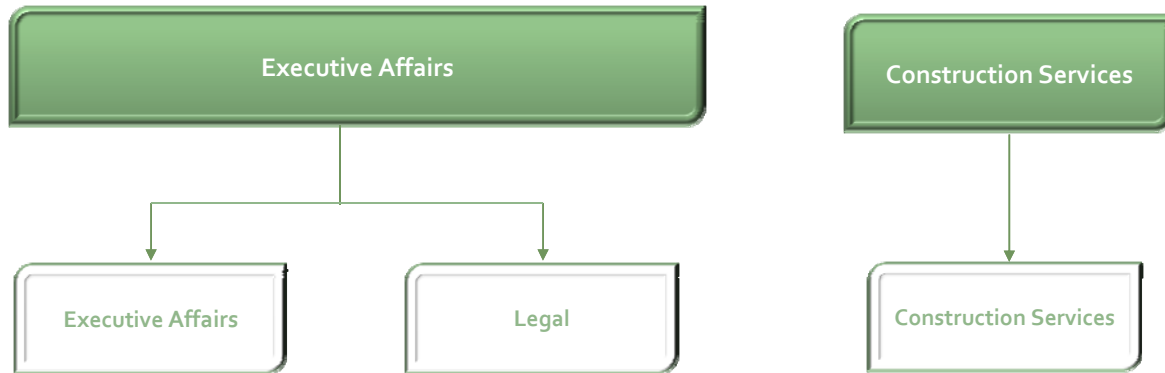 Executive Affairs
Construction Services
Executive Affairs
Legal
Construction Services